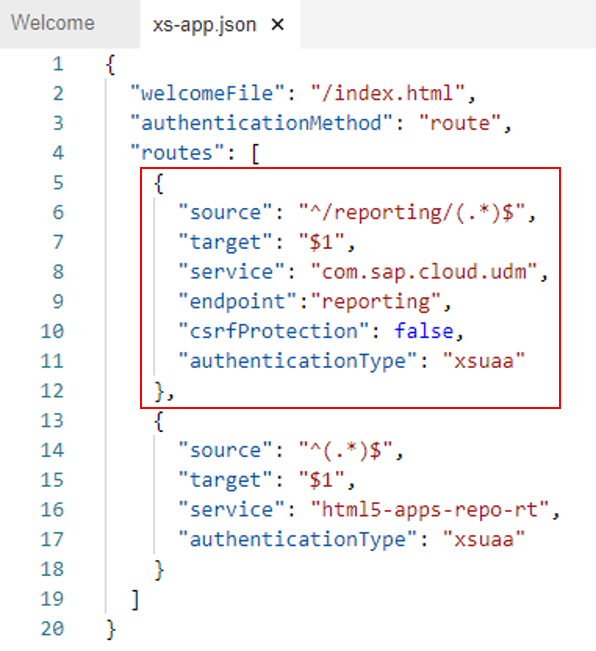 Welcome xs-app.json ×
1 {
2 "welcomeFile": "/index.html",
3 "authenticationMethod": "route",
4 "routes": [
5 {
6 "source": "^/reporting/(.*)$",
7 "target": "$1",
8 "service": "com.sap.cloud.udm",
9 "endpoint":"reporting",
10 "csrfProtection": false,
11 "authenticationType": "xsuaa"
12 },
13 {
14 "source": "^(.*)$",
15 "target": "$1",
16 "service": "html5-apps-repo-rt",
17 "authenticationType": "xsuaa"
18 }
19 ]
20 }